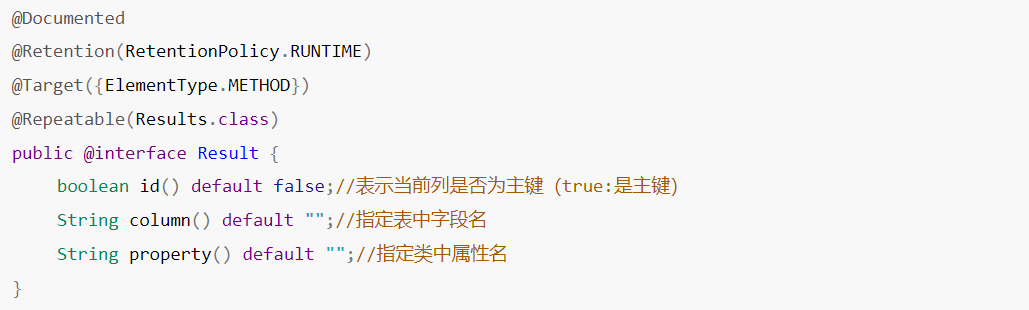 @Documented
@Retention(RetentionPolicy.RUNTIME)
@Target({ElementType.METHOD})
@Repeatable(Results.class)
public @interface Result {
    boolean id() default false;//表示当前列是否为主键（true:是主键）
    String column() default "";//指定表中字段名
    String property() default "";//指定类中属性名
}